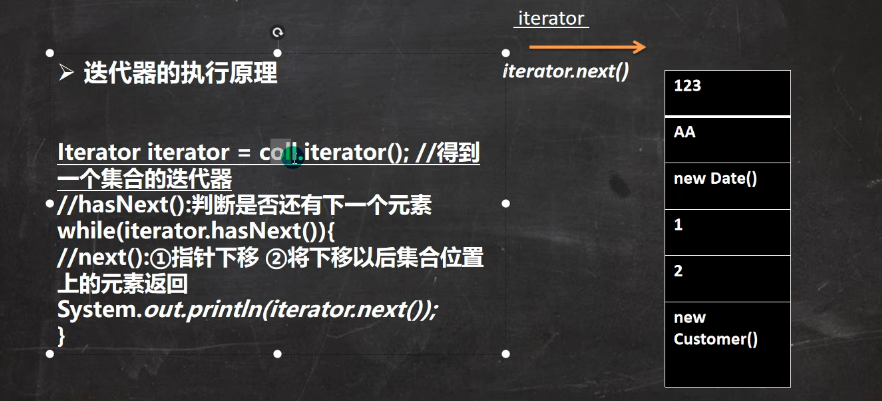 iterator
iterator.next()
➢ 迭代器的执行原理
Iterator iterator = coll.iterator(); //得到
一个集合的迭代器
//hasNext():判断是否还有下一个元素
while(iterator.hasNext()){
//next():①指针下移 ②将下移以后集合位置
上的元素返回
System.out.println(iterator.next());
}
123
AA
new Date()
1
2
new
Customer()